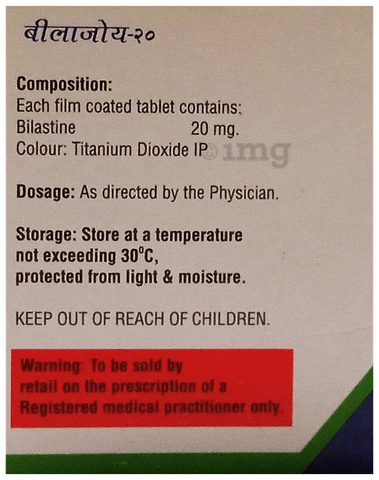 बीलाजोय-२०
Composition:
Each film coated tablet contains:
Bilastine 20 mg.
Colour: Titanium Dioxide IP
1mg
Dosage: As directed by the Physician.
Storage: Store at a temperature
not exceeding 30⁰C,
protected from light & moisture.
KEEP OUT OF REACH OF CHILDREN.
Warning: To be sold by
retail on the prescription of a
Registered medical practitioner only.